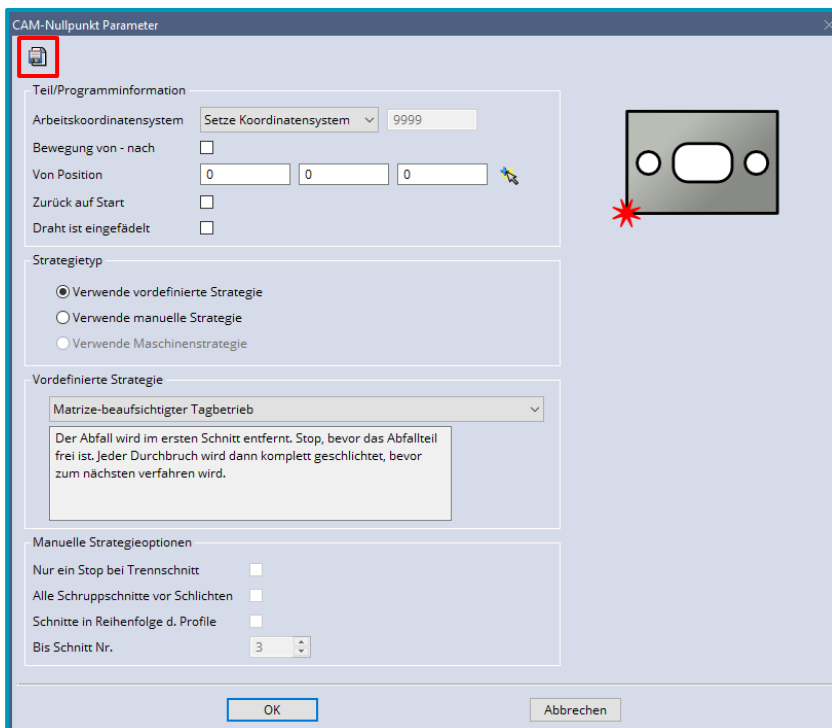 CAM-Nullpunkt Parameter
Teil/Programminformation
Arbeitskoordinatensystem Setze Koordinatensystem 9999
Bewegung von - nach
Von Position 0 0 0
Zurück auf Start
Draht ist eingefädelt
Strategietyp
Verwende vordefinierte Strategie
Verwende manuelle Strategie
Verwende Maschinenstrategie
Vordefinierte Strategie
Matrize-beaufsichtigter Tagbetrieb
Der Abfall wird im ersten Schnitt entfernt. Stop, bevor das Abfallteil
frei ist. Jeder Durchbruch wird dann komplett geschlichtet, bevor
zum nächsten verfahren wird.
Manuelle Strategieoptionen
Nur ein Stop bei Trennschnitt
Alle Schruppschnitte vor Schlichten
Schnitte in Reihenfolge d. Profile
Bis Schnitt Nr. 3
OK Abbrechen